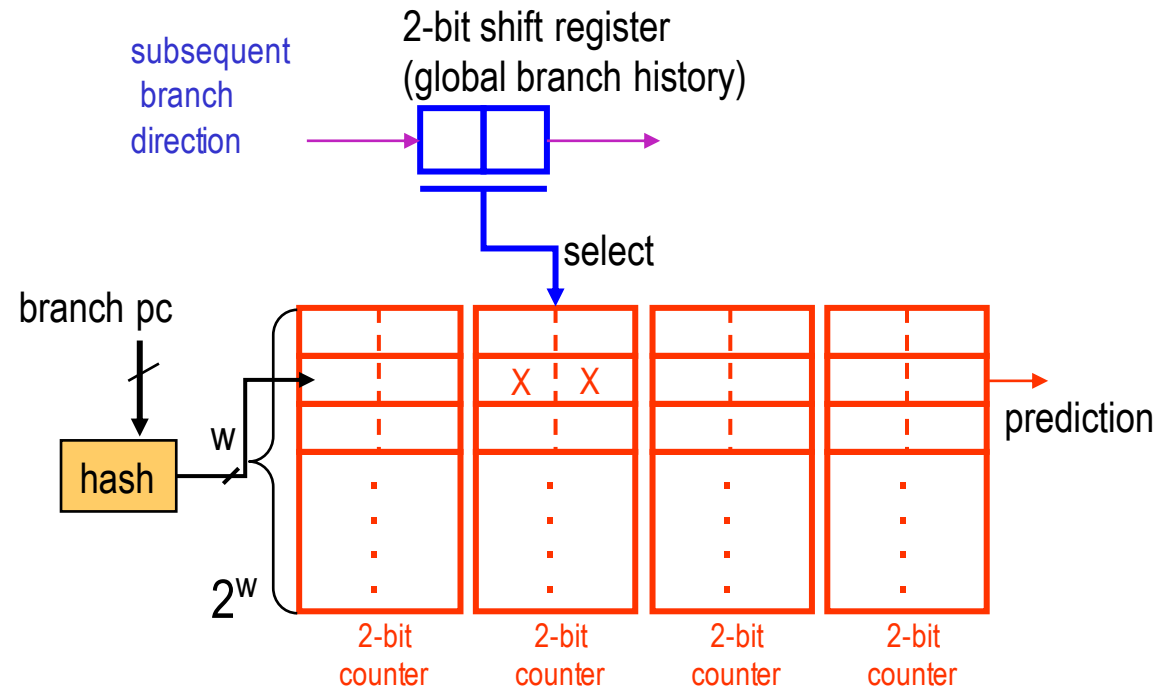 2-bit shift register
(global branch history)
subsequent
branch
direction
select
branch pc
X X
prediction
w
hash
2^w
2-bit
counter
2-bit
counter
2-bit
counter
2-bit
counter